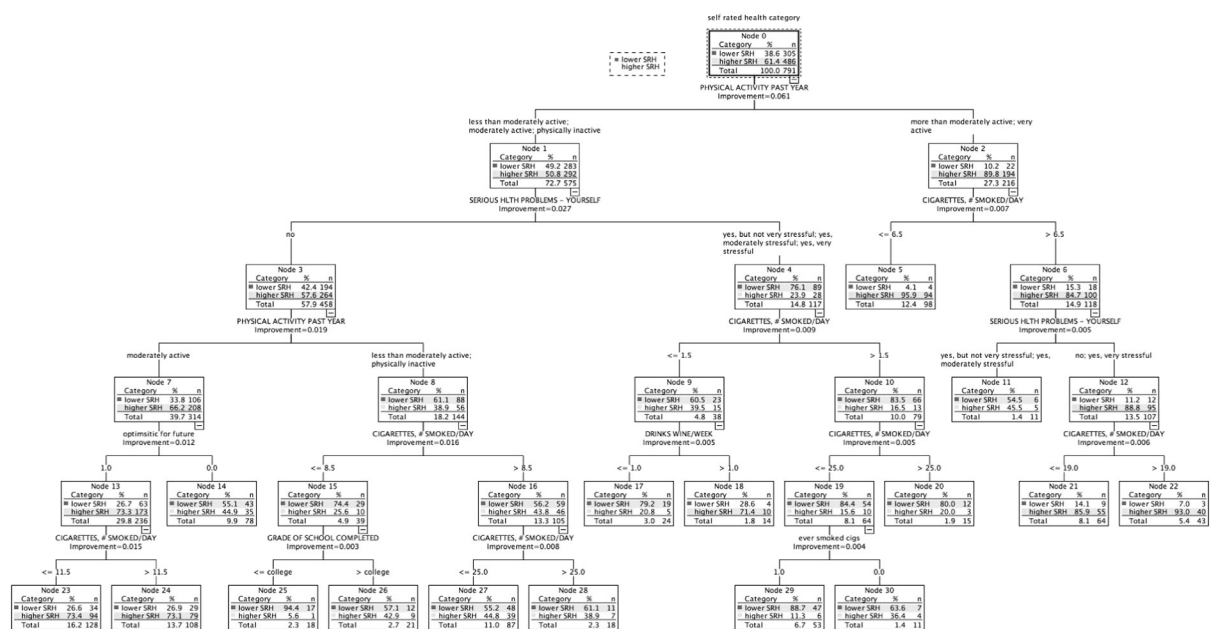 self rated health category
Node 0
Category % n
lower SRH 38.6 305
higher SRH 61.4 486
Total 100.0 791
lower SRH
higher SRH
PHYSICAL ACTIVITY PAST YEAR
Improvement=0.061
less than moderately active;
moderately active; physically inactive
more than moderately active; very
active
Node 1
Category % n
lower SRH 49.2 283
higher SRH 50.8 292
Total 72.7 575
Node 2
Category % n
lower SRH 10.2 22
higher SRH 89.8 194
Total 27.3 216
SERIOUS HLTH PROBLEMS - YOURSELF
Improvement=0.027
CIGARETTES, # SMOKED/DAY
Improvement=0.007
no
yes, but not very stressful; yes,
moderately stressful; yes, very
stressful
<= 6.5
> 6.5
Node 3
Category % n
lower SRH 42.4 194
higher SRH 57.6 264
Total 57.9 458
Node 4
Category % n
lower SRH 76.1 89
higher SRH 23.9 28
Total 14.8 117
Node 5
Category % n
lower SRH 4.1 4
higher SRH 95.9 94
Total 12.4 98
Node 6
Category % n
lower SRH 15.3 18
higher SRH 84.7 100
Total 14.9 118
PHYSICAL ACTIVITY PAST YEAR
Improvement=0.019
CIGARETTES, # SMOKED/DAY
Improvement=0.009
SERIOUS HLTH PROBLEMS - YOURSELF
Improvement=0.005
moderately active
less than moderately active;
physically inactive
<= 1.5
> 1.5
yes, but not very stressful; yes,
moderately stressful
no; yes, very stressful
Node 7
Category % n
lower SRH 33.8 106
higher SRH 66.2 208
Total 39.7 314
Node 8
Category % n
lower SRH 61.1 88
higher SRH 38.9 56
Total 18.2 144
Node 9
Category % n
lower SRH 60.5 23
higher SRH 39.5 15
Total 4.8 38
Node 10
Category % n
lower SRH 83.5 66
higher SRH 16.5 13
Total 10.0 79
Node 11
Category % n
lower SRH 54.5 6
higher SRH 45.5 5
Total 1.4 11
Node 12
Category % n
lower SRH 11.2 12
higher SRH 88.8 95
Total 13.5 107
optimsitic for future
Improvement=0.012
CIGARETTES, # SMOKED/DAY
Improvement=0.016
DRINKS WINE/WEEK
Improvement=0.005
CIGARETTES, # SMOKED/DAY
Improvement=0.005
CIGARETTES, # SMOKED/DAY
Improvement=0.006
1.0
0.0
<= 8.5
> 8.5
<= 1.0
> 1.0
<=25.0
> 25.0
<= 19.0
> 19.0
Node 13
Category % n
lower SRH 26.7 63
higher SRH 73.3 173
Total 29.8 236
Node 14
Category % n
lower SRH 55.1 43
higher SRH 44.9 35
Total 9.9 78
Node 15
Category % n
lower SRH 74.4 29
higher SRH 25.6 10
Total 4.9 39
Node 16
Category % n
lower SRH 56.2 59
higher SRH 43.8 46
Total 13.3 105
Node 17
Category % n
lower SRH 79.2 19
higher SRH 20.8 5
Total 3.0 24
Node 18
Category % n
lower SRH 28.6 4
higher SRH 71.4 10
Total 1.8 14
Node 19
Category % n
lower SRH 84.4 54
higher SRH 15.6 10
Total 8.1 64
Node 20
Category % n
lower SRH 80.0 12
higher SRH 20.0 3
Total 1.9 15
Node 21
Category % n
lower SRH 14.1 9
higher SRH 85.9 55
Total 8.1 64
Node 22
Category % n
lower SRH 7.0 3
higher SRH 93.0 40
Total 5.4 43
CIGARETTES, # SMOKED/DAY
Improvement=0.015
GRADE OF SCHOOL COMPLETED
Improvement=0.003
CIGARETTES, # SMOKED/DAY
Improvement=0.008
ever smoked cigs
Improvement=0.004
<= 11.5
> 11.5
<= college
> college
<= 25.0
> 25.0
1.0
0.0
Node 23
Category % n
lower SRH 26.6 34
higher SRH 73.4 94
Total 16.2 128
Node 24
Category % n
lower SRH 26.9 29
higher SRH 73.1 79
Total 13.7 108
Node 25
Category % n
lower SRH 94.4 17
higher SRH 5.6 1
Total 2.3 18
Node 26
Category % n
lower SRH 57.1 12
higher SRH 42.9 9
Total 2.7 21
Node 27
Category % n
lower SRH 55.2 48
higher SRH 44.8 39
Total 11.0 87
Node 28
Category % n
lower SRH 61.1 11
higher SRH 38.9 7
Total 2.3 18
Node 29
Category % n
lower SRH 88.7 47
higher SRH 11.3 6
Total 6.7 53
Node 30
Category % n
lower SRH 63.6 7
higher SRH 36.4 4
Total 1.4 11